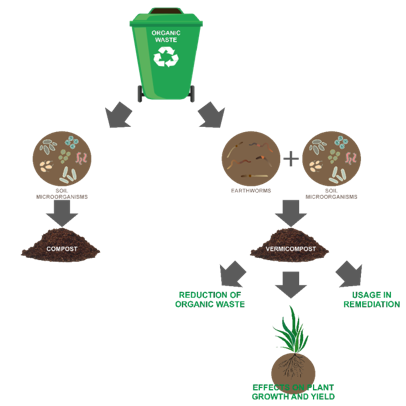 ORGANIC
WASTE
SOIL
MICROORGANISMS
EARTHWORMS
SOIL
MICROORGANISMS
COMPOST
VERMICOMPOST
REDUCTION OF
ORGANIC WASTE
USAGE IN
REMEDIATION
EFFECTS ON PLANT
GROWTH AND YIELD